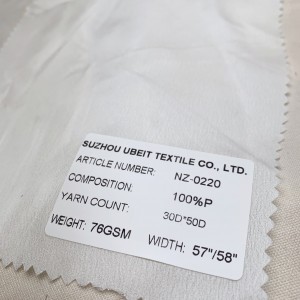 SUZHOU UBEIT TEXTILE CO., LTD.
ARTICLE NUMBER: NZ-0220
COMPOSITION: 100%P
YARN COUNT: 30D*50D
WEIGHT: 76GSM WIDTH: 57"/58"